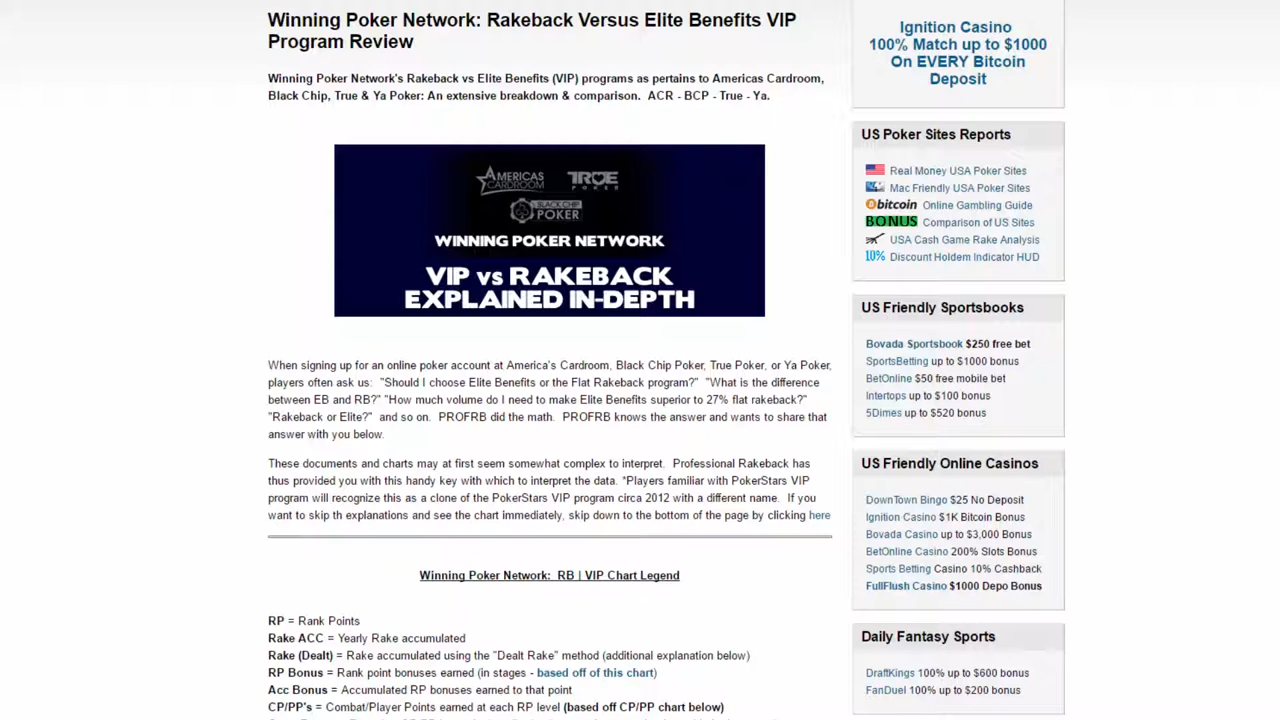 Winning Poker Network: Rakeback Versus Elite Benefits VIP
Program Review
Winning Poker Network's Rakeback vs Elite Benefits (VIP) programs as pertains to Americas Cardroom,
Black Chip, True & Ya Poker: An extensive breakdown & comparison.  ACR - BCP - True - Ya.
AMERICAS
CARDROOM
TRUE
POKER
BLACK CHIP
POKER
WINNING POKER NETWORK
VIP vs RAKEBACK
EXPLAINED IN-DEPTH
When signing up for an online poker account at America's Cardroom, Black Chip Poker, True Poker, or Ya Poker,
players often ask us:  "Should I choose Elite Benefits or the Flat Rakeback program?"  "What is the difference
between EB and RB?" "How much volume do I need to make Elite Benefits superior to 27% flat rakeback?"
"Rakeback or Elite?"  and so on.  PROFRB did the math.  PROFRB knows the answer and wants to share that
answer with you below.
These documents and charts may at first seem somewhat complex to interpret.  Professional Rakeback has
thus provided you with this handy key with which to interpret the data. *Players familiar with PokerStars VIP
program will recognize this as a clone of the PokerStars VIP program circa 2012 with a different name.  If you
want to skip th explanations and see the chart immediately, skip down to the bottom of the page by clicking here
Winning Poker Network:  RB | VIP Chart Legend
RP = Rank Points
Rake ACC = Yearly Rake accumulated
Rake (Dealt) = Rake accumulated using the "Dealt Rake" method (additional explanation below)
RP Bonus = Rank point bonuses earned (in stages - based off of this chart)
Acc Bonus = Accumulated RP bonuses earned to that point
CP/PP's = Combat/Player Points earned at each RP level (based off CP/PP chart below)
Ignition Casino
100% Match up to $1000
On EVERY Bitcoin
Deposit
US Poker Sites Reports
Real Money USA Poker Sites
Mac Friendly USA Poker Sites
bitcoin Online Gambling Guide
BONUS Comparison of US Sites
USA Cash Game Rake Analysis
10% Discount Holdem Indicator HUD
US Friendly Sportsbooks
Bovada Sportsbook $250 free bet
SportsBetting up to $1000 bonus
BetOnline $50 free mobile bet
Intertops up to $100 bonus
5Dimes up to $520 bonus
US Friendly Online Casinos
DownTown Bingo $25 No Deposit
Ignition Casino $1K Bitcoin Bonus
Bovada Casino up to $3,000 Bonus
BetOnline Casino 200% Slots Bonus
Sports Betting Casino 10% Cashback
FullFlush Casino $1000 Depo Bonus
Daily Fantasy Sports
DraftKings 100% up to $600 bonus
FanDuel 100% up to $200 bonus